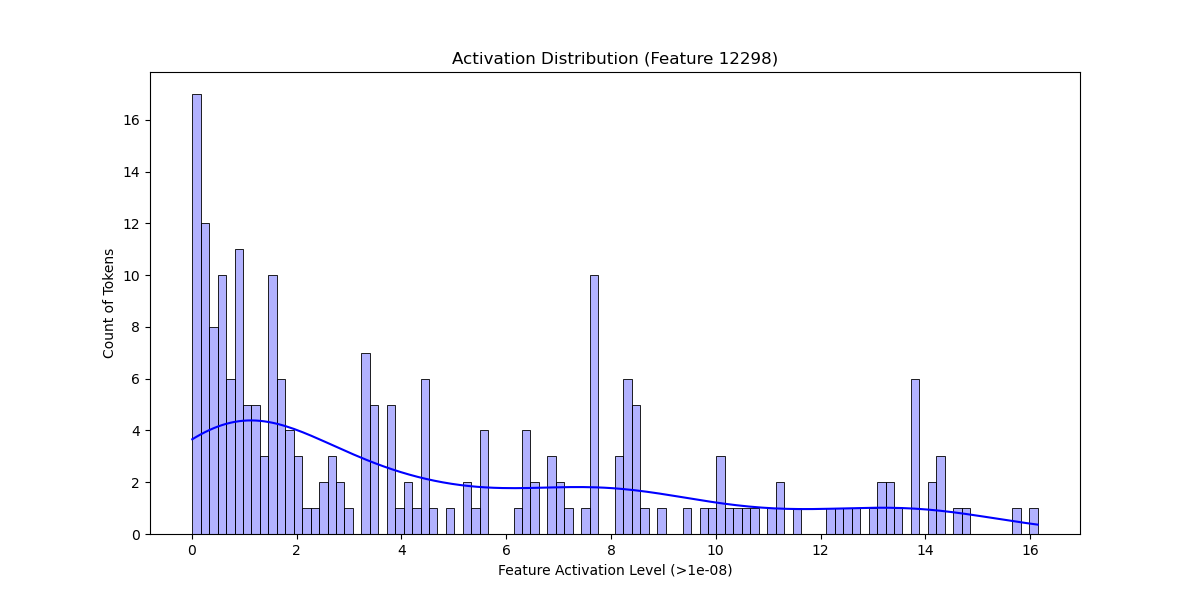 Activation Distribution (Feature 12298)
Count of Tokens
16
14
12
10
8
6
4
2
0
0 2 4 6 8 10 12 14 16
Feature Activation Level (>1e-08)